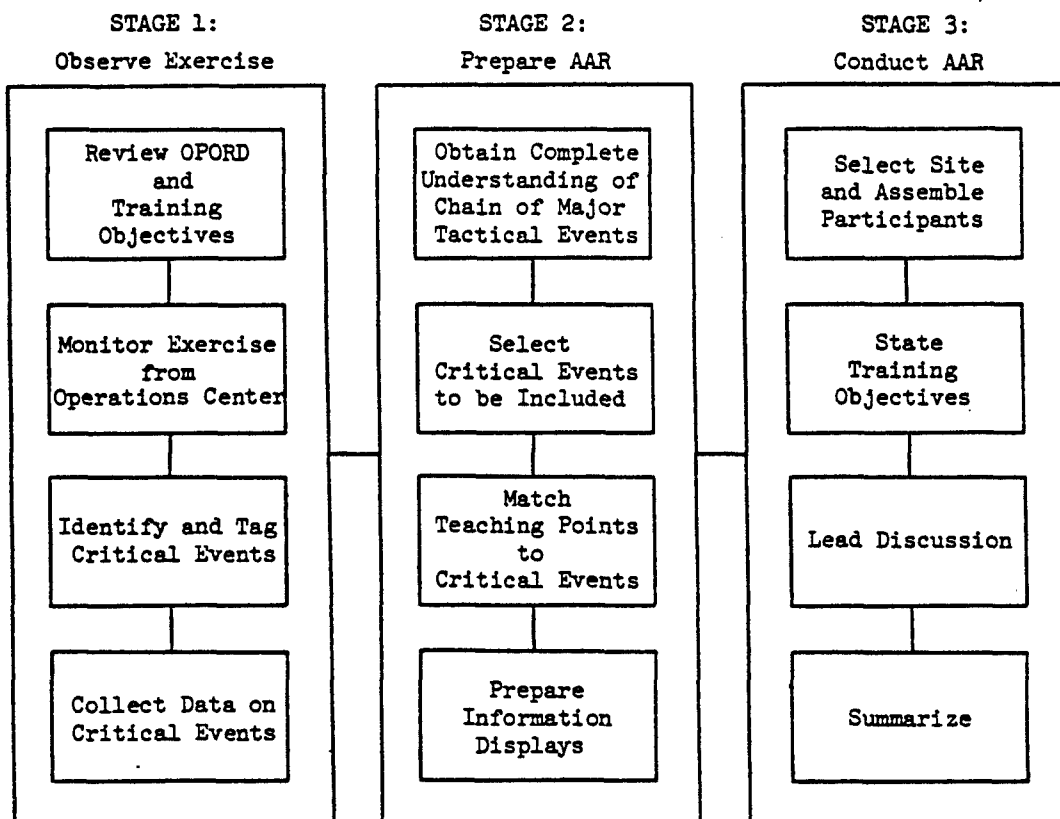 STAGE 1:
Observe Exercise
Review OPORD
and
Training
Objectives
Monitor Exercise
from
Operations Center
Identify and Tag
Critical Events
Collect Data on
Critical Events
STAGE 2:
Prepare AAR
Obtain Complete
Understanding of
Chain of Major
Tactical Events
Select
Critical Events
to be Included
Match
Teaching Points
to
Critical Events
Prepare
Information
Displays
STAGE 3:
Conduct AAR
Select Site
and Assemble
Participants
State
Training
Objectives
Lead Discussion
Summarize